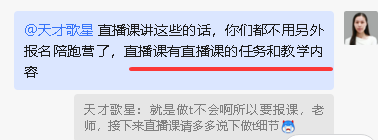 @天才歌星 直播课讲这些的话，你们都不用另外
报名陪跑营了，直播课有直播课的任务和教学内
容
天才歌星：就是做t不会啊所以要报课，老
师，接下来直播课请多多说下做t细节